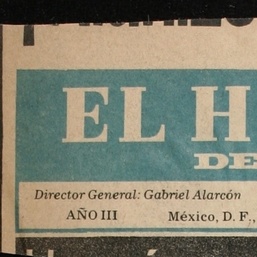 EL H
DE
Director General: Gabriel Alarcón
AÑO III México, D. F.,